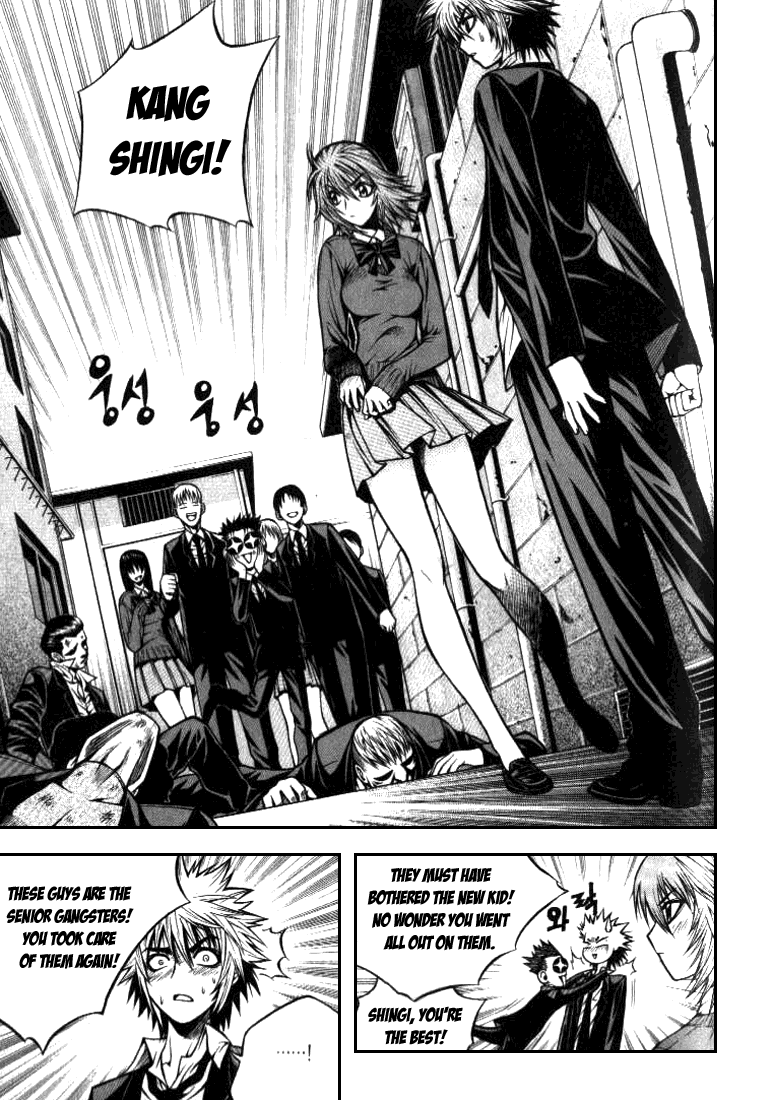 KANG
SHINGI!
웅성 웅성
THESE GUYS ARE THE
SENIOR GANGSTERS!
YOU TOOK CARE
OF THEM AGAIN!
......!
THEY MUST HAVE
BOTHERED THE NEW KID!
NO WONDER YOU WENT
ALL OUT ON THEM.
와락
SHINGI, YOU'RE
THE BEST!